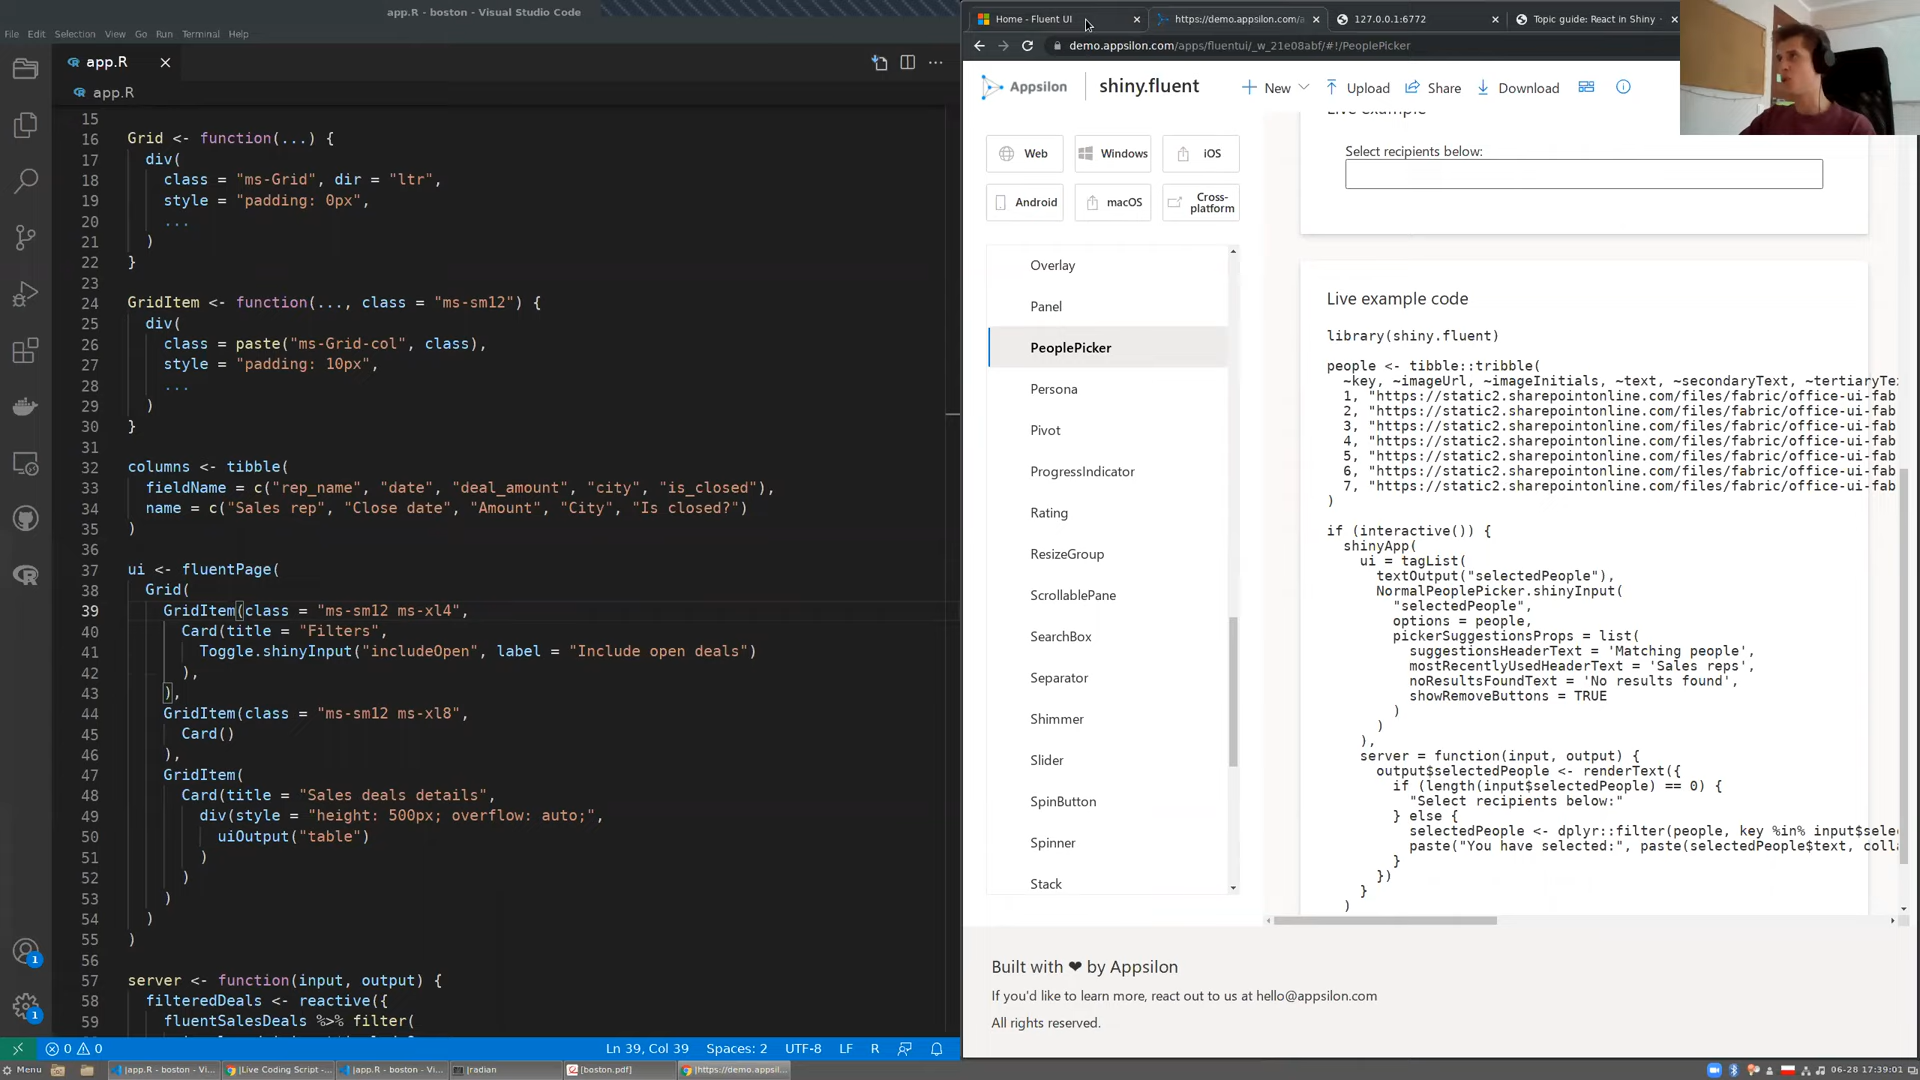 app.R - boston - Visual Studio Code
File Edit Selection View Go Run Terminal Help
app.R
app.R
15
16 Grid <- function(...) {
17 div(
18 class = "ms-Grid", dir = "ltr",
19 style = "padding: 0px",
20 ...
21 )
22 }
23
24 GridItem <- function(..., class = "ms-sm12") {
25 div(
26 class = paste("ms-Grid-col", class),
27 style = "padding: 10px",
28 ...
29 )
30 }
31
32 columns <- tibble(
33 fieldName = c("rep_name", "date", "deal_amount", "city", "is_closed"),
34 name = c("Sales rep", "Close date", "Amount", "City", "Is closed?")
35 )
36
37 ui <- fluentPage(
38 Grid(
39 GridItem(class = "ms-sm12 ms-xl4",
40 Card(title = "Filters",
41 Toggle.shinyInput("includeOpen", label = "Include open deals")
42 ),
43 ),
44 GridItem(class = "ms-sm12 ms-xl8",
45 Card()
46 ),
47 GridItem(
48 Card(title = "Sales deals details",
49 div(style = "height: 500px; overflow: auto;",
50 uiOutput("table")
51 )
52 )
53 )
54 )
55 )
56
57 server <- function(input, output) {
58 filteredDeals <- reactive({
59 fluentSalesDeals %>% filter(
1
1
0 0
Ln 39, Col 39 Spaces: 2 UTF-8 LF R
Home - Fluent UI
https://demo.appsilon.com/a
127.0.0.1:6772
Topic guide: React in Shiny
demo.appsilon.com/apps/fluentui/_w_21e08abf/#!/PeoplePicker
Appsilon
shiny.fluent
New Upload Share Download
Web Windows iOS
Android macOS Cross-platform
Overlay
Panel
PeoplePicker
Persona
Pivot
ProgressIndicator
Rating
ResizeGroup
ScrollablePane
SearchBox
Separator
Shimmer
Slider
SpinButton
Spinner
Stack
Live example
Select recipients below:
Live example code
library(shiny.fluent)
people <- tibble::tribble(
~key, ~imageUrl, ~imageInitials, ~text, ~secondaryText, ~tertiaryTe
1, "https://static2.sharepointonline.com/files/fabric/office-ui-fab
2, "https://static2.sharepointonline.com/files/fabric/office-ui-fab
3, "https://static2.sharepointonline.com/files/fabric/office-ui-fab
4, "https://static2.sharepointonline.com/files/fabric/office-ui-fab
5, "https://static2.sharepointonline.com/files/fabric/office-ui-fab
6, "https://static2.sharepointonline.com/files/fabric/office-ui-fab
7, "https://static2.sharepointonline.com/files/fabric/office-ui-fab
)
if (interactive()) {
shinyApp(
ui = tagList(
textOutput("selectedPeople"),
NormalPeoplePicker.shinyInput(
"selectedPeople",
options = people,
pickerSuggestionsProps = list(
suggestionsHeaderText = 'Matching people',
mostRecentlyUsedHeaderText = 'Sales reps',
noResultsFoundText = 'No results found',
showRemoveButtons = TRUE
)
)
),
server = function(input, output) {
output$selectedPeople <- renderText({
if (length(input$selectedPeople) == 0) {
"Select recipients below:"
} else {
selectedPeople <- dplyr::filter(people, key %in% input$sele
paste("You have selected:", paste(selectedPeople$text, coll
}
})
}
)
Built with ❤ by Appsilon
If you'd like to learn more, react out to us at hello@appsilon.com
All rights reserved.
Menu
[app.R - boston - Vi...
[Live Coding Script -...
[app.R - boston - Vi...
[radian
[boston.pdf]
[https://demo.appsil...
06-28 17:39:01